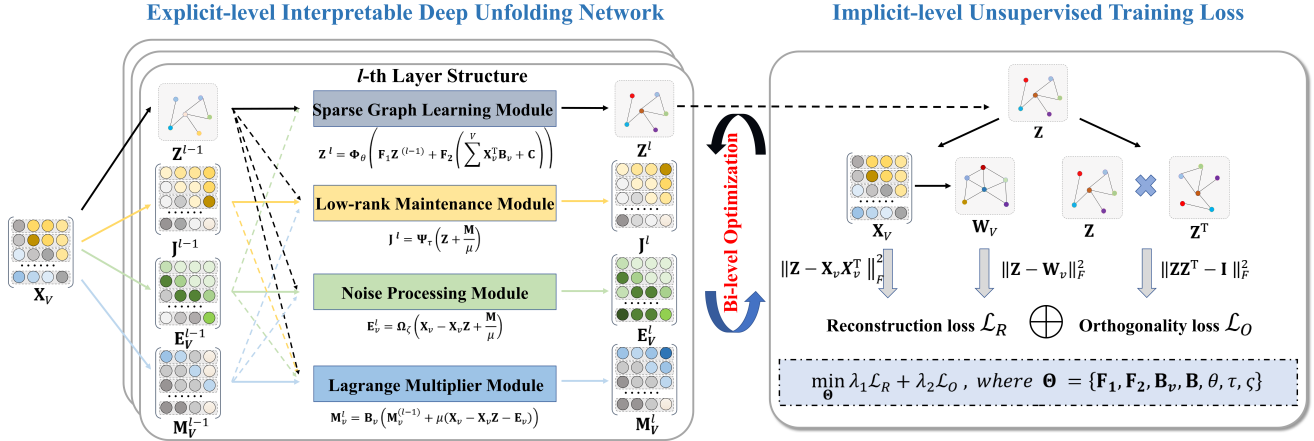 Explicit-level Interpretable Deep Unfolding Network
Implicit-level Unsupervised Training Loss
l-th Layer Structure
X_V
Z^{l−1}
J^{l−1}
E_V^{l−1}
M_V^{l−1}
Sparse Graph Learning Module
Z^l = Φ_θ ( F_1 Z^{(l−1)} + F_2 ( ∑^V X_v^T B_v + C ) )
Low-rank Maintenance Module
J^l = Ψ_τ ( Z + M/μ )
Noise Processing Module
E_v^l = Ω_ζ ( X_v − X_v Z + M/μ )
Lagrange Multiplier Module
M_v^l = B_v ( M_v^{(l−1)} + μ(X_v − X_v Z − E_v) )
Z^l
J^l
E_V^l
M_V^l
Bi-level Optimization
Z
X_V
W_V
Z
Z^T
‖Z − X_v X_v^T‖_F^2
‖Z − W_v‖_F^2
‖ZZ^T − I ‖_F^2
Reconstruction loss ℒ_R
Orthogonality loss ℒ_O
min_Θ λ_1 ℒ_R + λ_2 ℒ_O , where Θ = {F_1, F_2, B_v, B, θ, τ, ς}